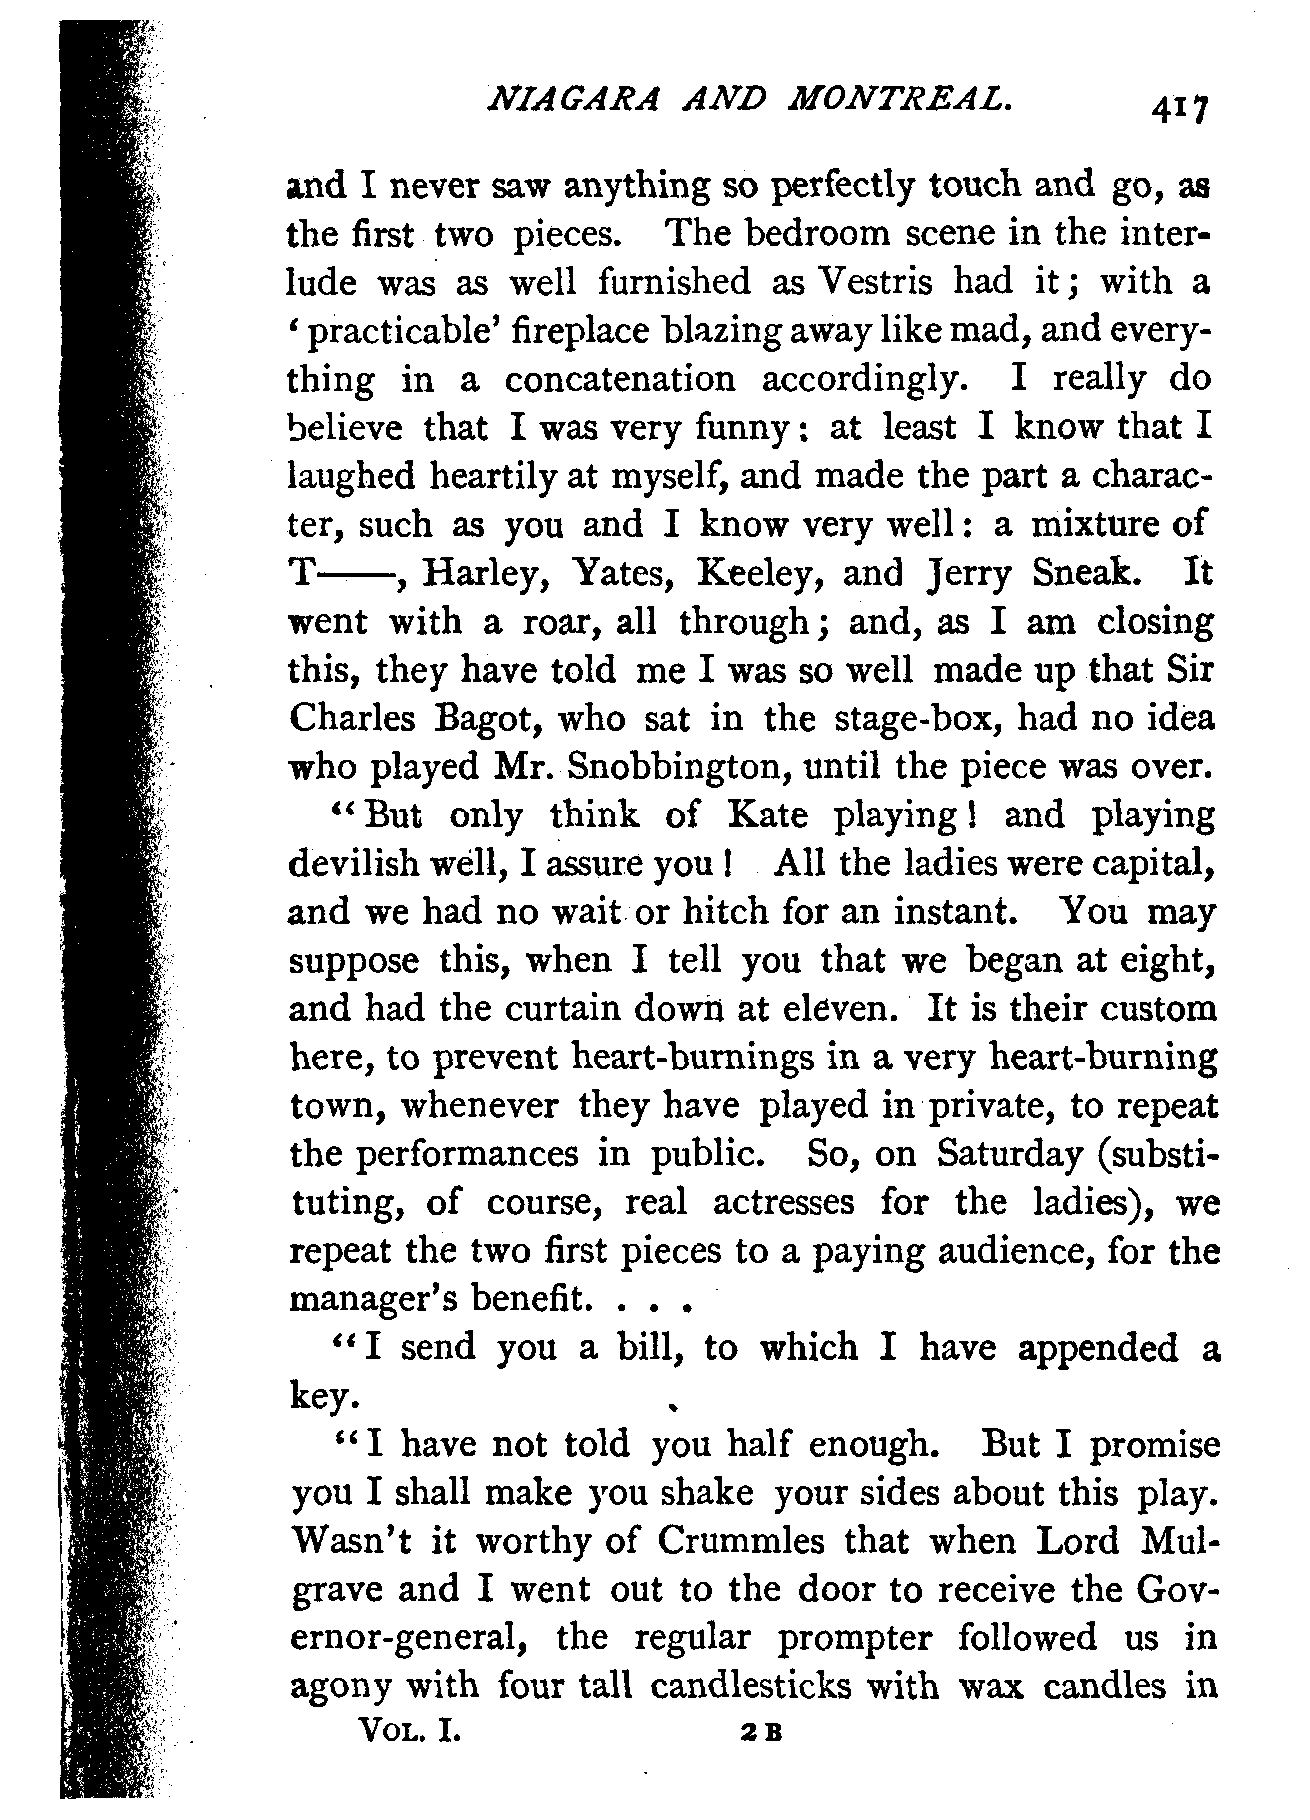 NIAGARA AND MONTREAL. 417
and I never saw anything so perfectly touch and go, as
the first two pieces. The bedroom scene in the inter-
lude was as well furnished as Vestris had it; with a
‘practicable’ fireplace blazing away like mad, and every-
thing in a concatenation accordingly. I really do
believe that I was very funny: at least I know that I
laughed heartily at myself, and made the part a charac-
ter, such as you and I know very well: a mixture of
T——, Harley, Yates, Keeley, and Jerry Sneak. It
went with a roar, all through; and, as I am closing
this, they have told me I was so well made up that Sir
Charles Bagot, who sat in the stage-box, had no idea
who played Mr. Snobbington, until the piece was over.
“But only think of Kate playing! and playing
devilish well, I assure you! All the ladies were capital,
and we had no wait or hitch for an instant. You may
suppose this, when I tell you that we began at eight,
and had the curtain down at eleven. It is their custom
here, to prevent heart-burnings in a very heart-burning
town, whenever they have played in private, to repeat
the performances in public. So, on Saturday (substi-
tuting, of course, real actresses for the ladies), we
repeat the two first pieces to a paying audience, for the
manager’s benefit. . . .
“I send you a bill, to which I have appended a
key.
“I have not told you half enough. But I promise
you I shall make you shake your sides about this play.
Wasn’t it worthy of Crummles that when Lord Mul-
grave and I went out to the door to receive the Gov-
ernor-general, the regular prompter followed us in
agony with four tall candlesticks with wax candles in
VOL. I. 2 B